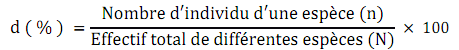 d ( % ) = Nombre d'individu d'une espèce (n) / Effectif total de différentes espèces (N) × 100